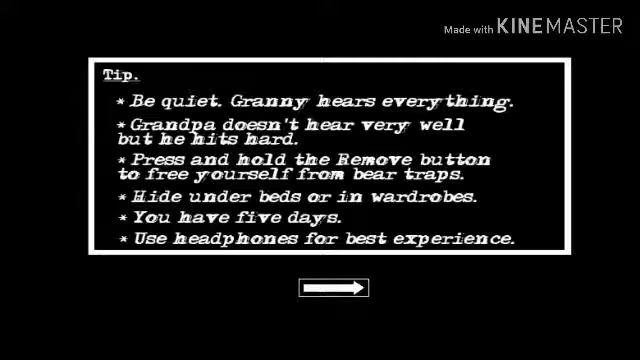 Made with KINEMASTER
Tip.
* Be quiet. Granny hears everything.
* Grandpa doesn't hear very well
but he hits hard.
* Press and hold the Remove button
to free yourself from bear traps.
* Hide under beds or in wardrobes.
* You have five days.
* Use headphones for best experience.